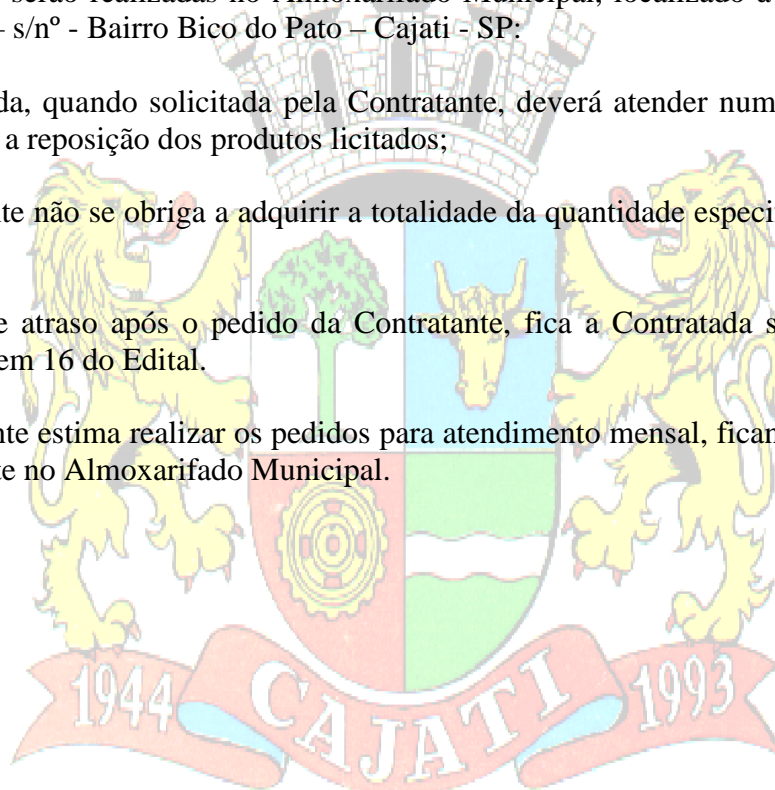 serão realizadas no Almoxarifado Municipal, localizado
– s/nº - Bairro Bico do Pato – Cajati - SP:
da, quando solicitada pela Contratante, deverá atender num
a reposição dos produtos licitados;
te não se obriga a adquirir a totalidade da quantidade especi
e atraso após o pedido da Contratante, fica a Contratada s
em 16 do Edital.
nte estima realizar os pedidos para atendimento mensal, fican
te no Almoxarifado Municipal.
1944 CAJATI 1993